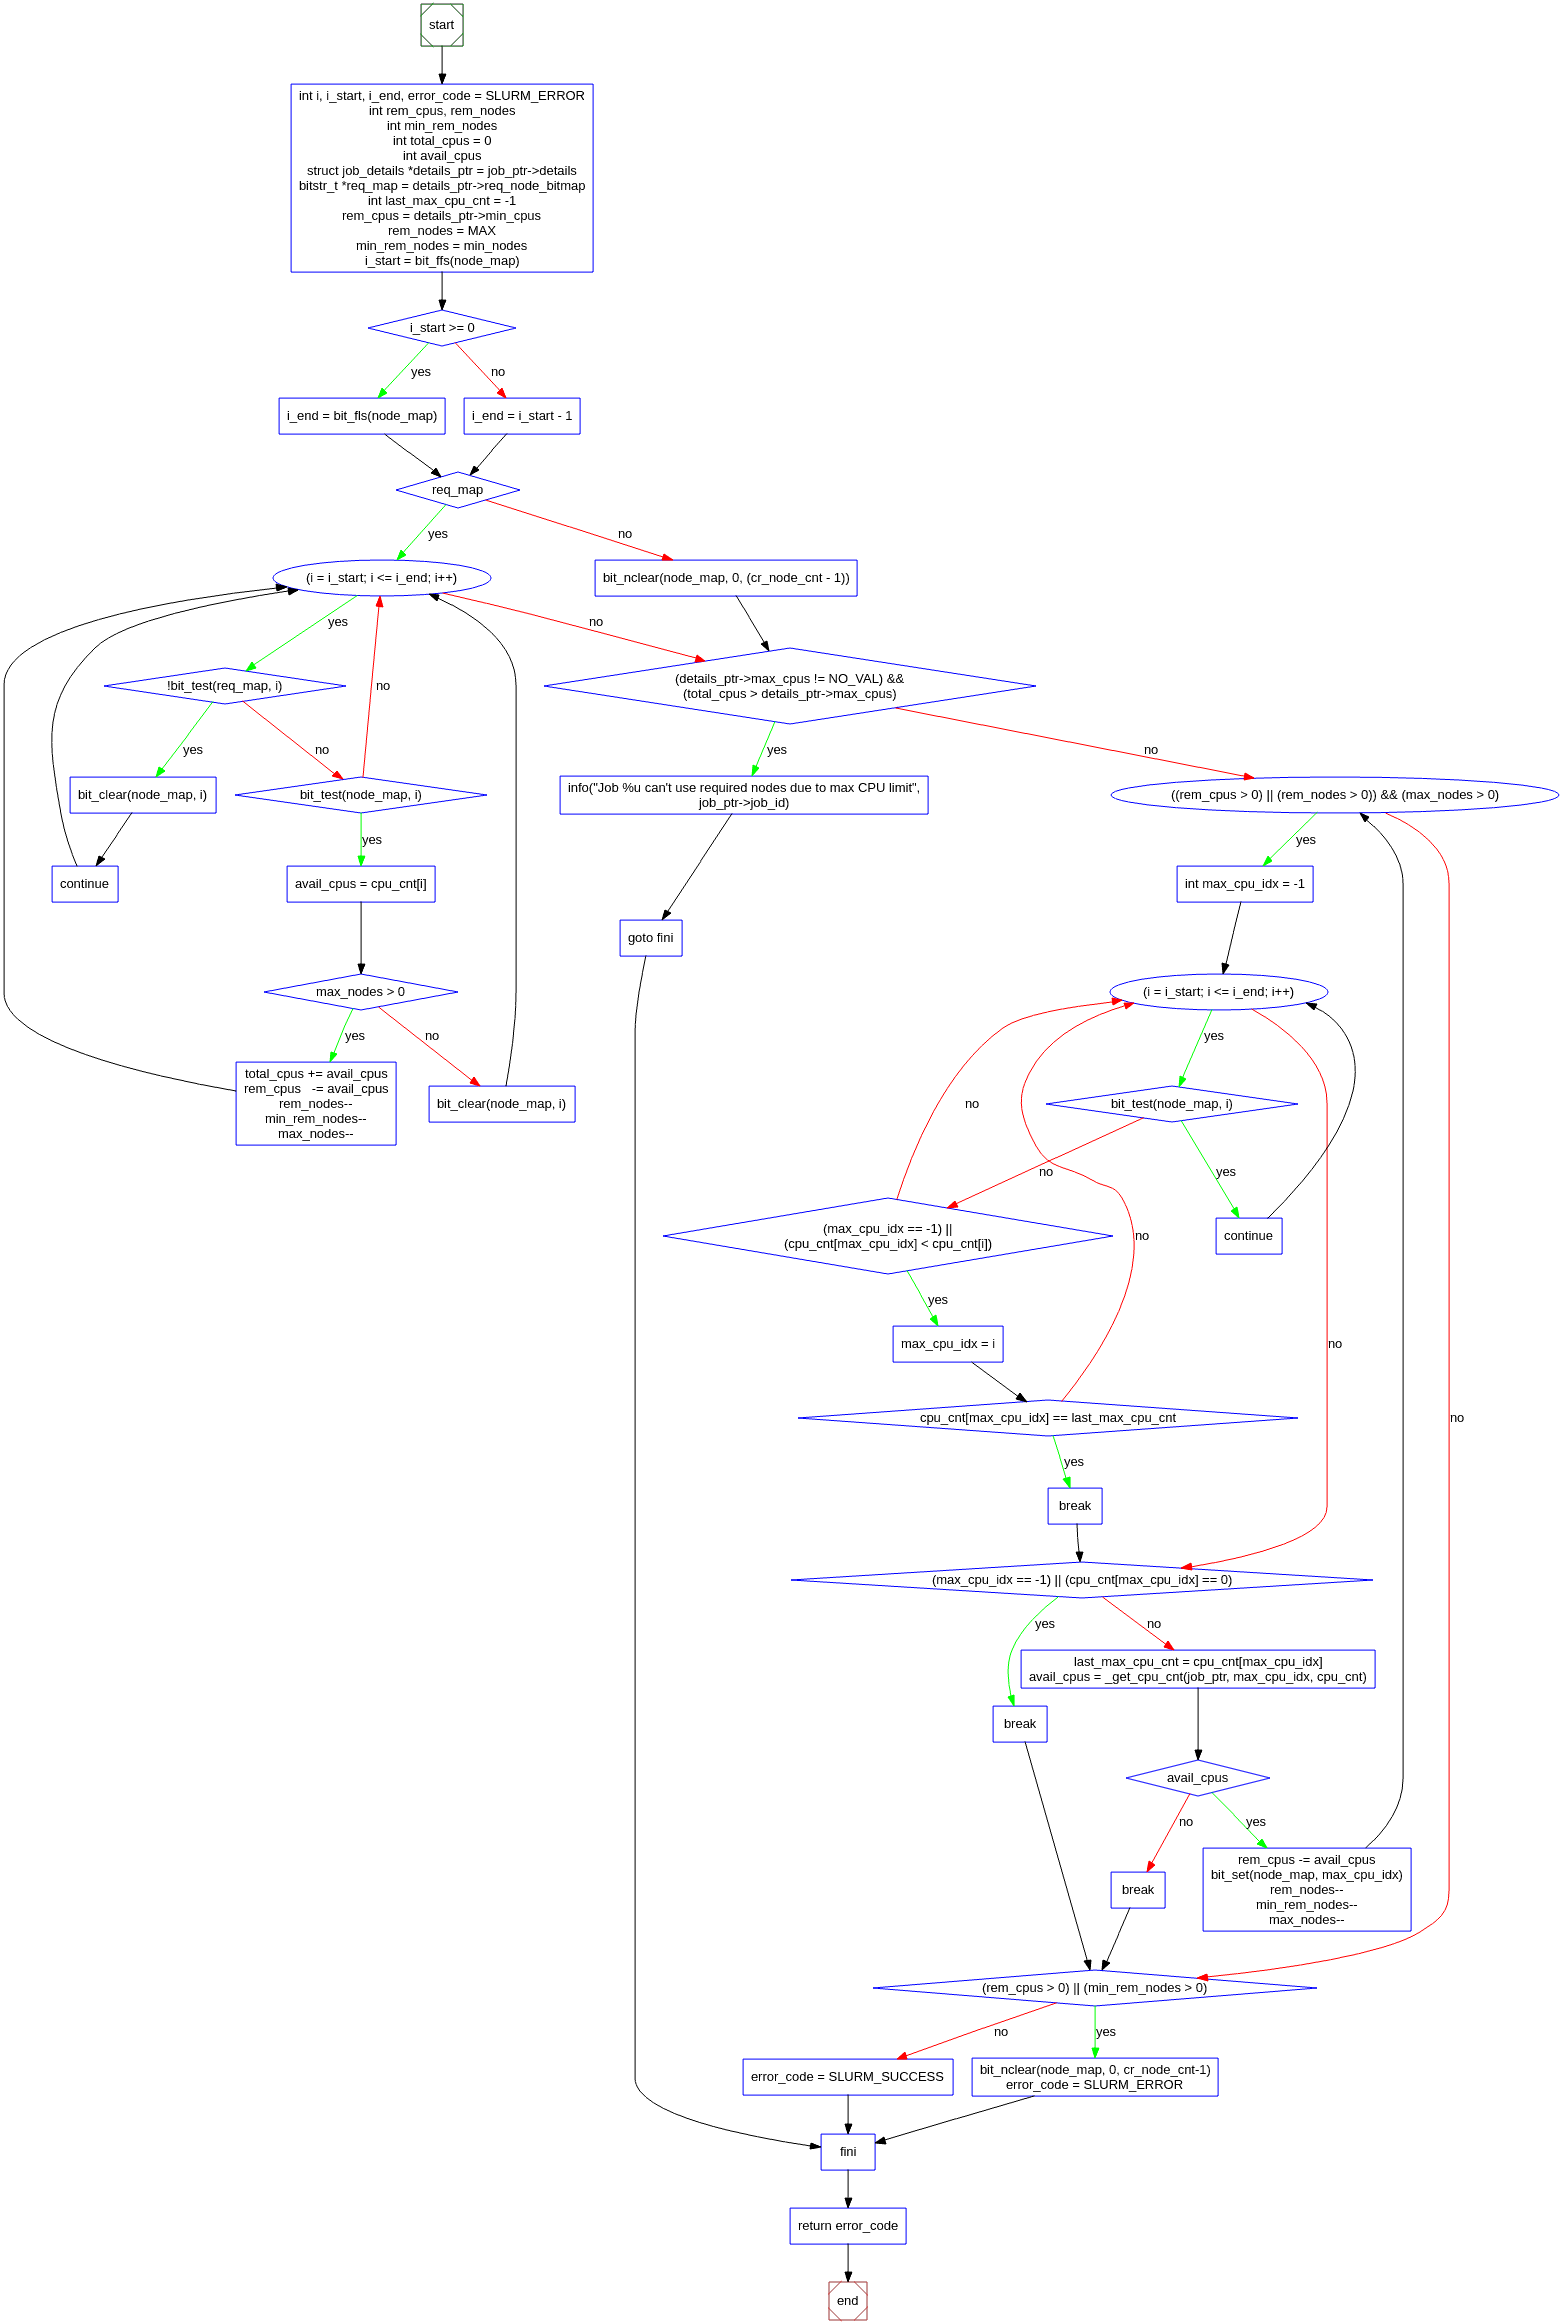 start
int i, i_start, i_end, error_code = SLURM_ERROR
int rem_cpus, rem_nodes
int min_rem_nodes
int total_cpus = 0
int avail_cpus
struct job_details *details_ptr = job_ptr->details
bitstr_t *req_map = details_ptr->req_node_bitmap
int last_max_cpu_cnt = -1
rem_cpus = details_ptr->min_cpus
rem_nodes = MAX
min_rem_nodes = min_nodes
i_start = bit_ffs(node_map)
i_start >= 0
yes
no
i_end = bit_fls(node_map)
i_end = i_start - 1
req_map
yes
no
(i = i_start; i <= i_end; i++)
bit_nclear(node_map, 0, (cr_node_cnt - 1))
yes
no
!bit_test(req_map, i)
no
(details_ptr->max_cpus != NO_VAL) &&
(total_cpus > details_ptr->max_cpus)
yes
no
yes
no
bit_clear(node_map, i)
bit_test(node_map, i)
info("Job %u can't use required nodes due to max CPU limit",
job_ptr->job_id)
((rem_cpus > 0) || (rem_nodes > 0)) && (max_nodes > 0)
yes
yes
continue
avail_cpus = cpu_cnt[i]
int max_cpu_idx = -1
goto fini
max_nodes > 0
(i = i_start; i <= i_end; i++)
yes
no
yes
total_cpus += avail_cpus
rem_cpus   -= avail_cpus
rem_nodes--
min_rem_nodes--
max_nodes--
bit_clear(node_map, i)
no
bit_test(node_map, i)
no
yes
(max_cpu_idx == -1) ||
(cpu_cnt[max_cpu_idx] < cpu_cnt[i])
no
continue
yes
max_cpu_idx = i
no
cpu_cnt[max_cpu_idx] == last_max_cpu_cnt
no
yes
break
(max_cpu_idx == -1) || (cpu_cnt[max_cpu_idx] == 0)
yes
no
last_max_cpu_cnt = cpu_cnt[max_cpu_idx]
avail_cpus = _get_cpu_cnt(job_ptr, max_cpu_idx, cpu_cnt)
break
avail_cpus
no
yes
break
rem_cpus -= avail_cpus
bit_set(node_map, max_cpu_idx)
rem_nodes--
min_rem_nodes--
max_nodes--
(rem_cpus > 0) || (min_rem_nodes > 0)
no
yes
error_code = SLURM_SUCCESS
bit_nclear(node_map, 0, cr_node_cnt-1)
error_code = SLURM_ERROR
fini
return error_code
end